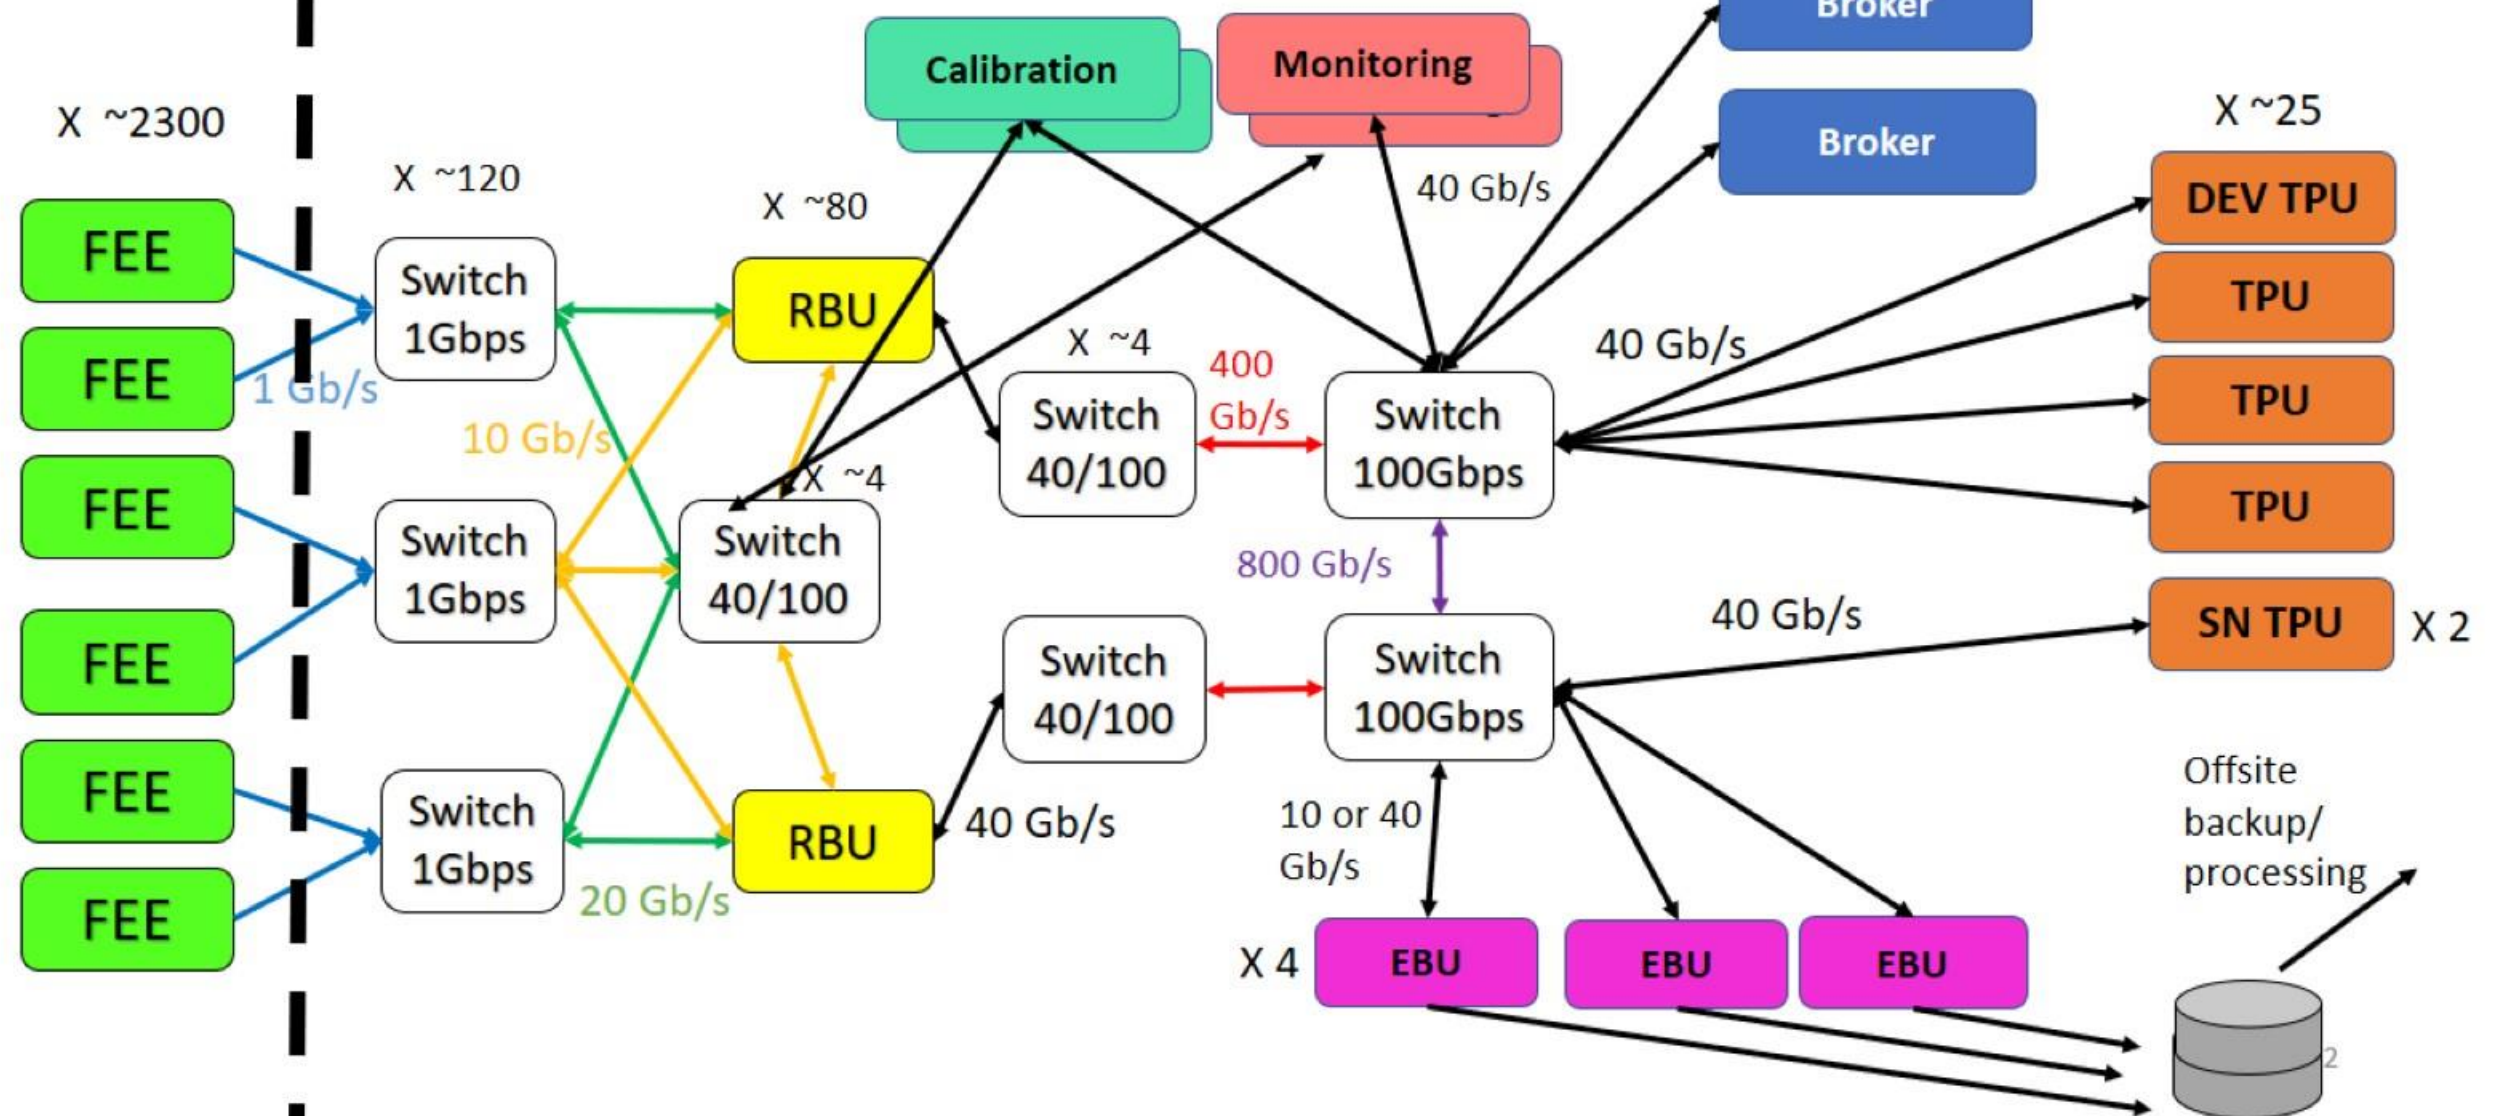 Broker
Calibration
Monitoring
X ~2300
X ~25
Broker
X ~120
40 Gb/s
DEV TPU
X ~80
FEE
Switch
1Gbps
RBU
TPU
X ~4
40 Gb/s
400
Gb/s
FEE
1 Gb/s
Switch
40/100
Switch
100Gbps
TPU
10 Gb/s
X ~4
FEE
Switch
1Gbps
Switch
40/100
TPU
800 Gb/s
40 Gb/s
FEE
Switch
40/100
Switch
100Gbps
SN TPU
X 2
FEE
Switch
1Gbps
RBU
40 Gb/s
10 or 40
Gb/s
Offsite
backup/
processing
20 Gb/s
FEE
X 4
EBU
EBU
EBU
2